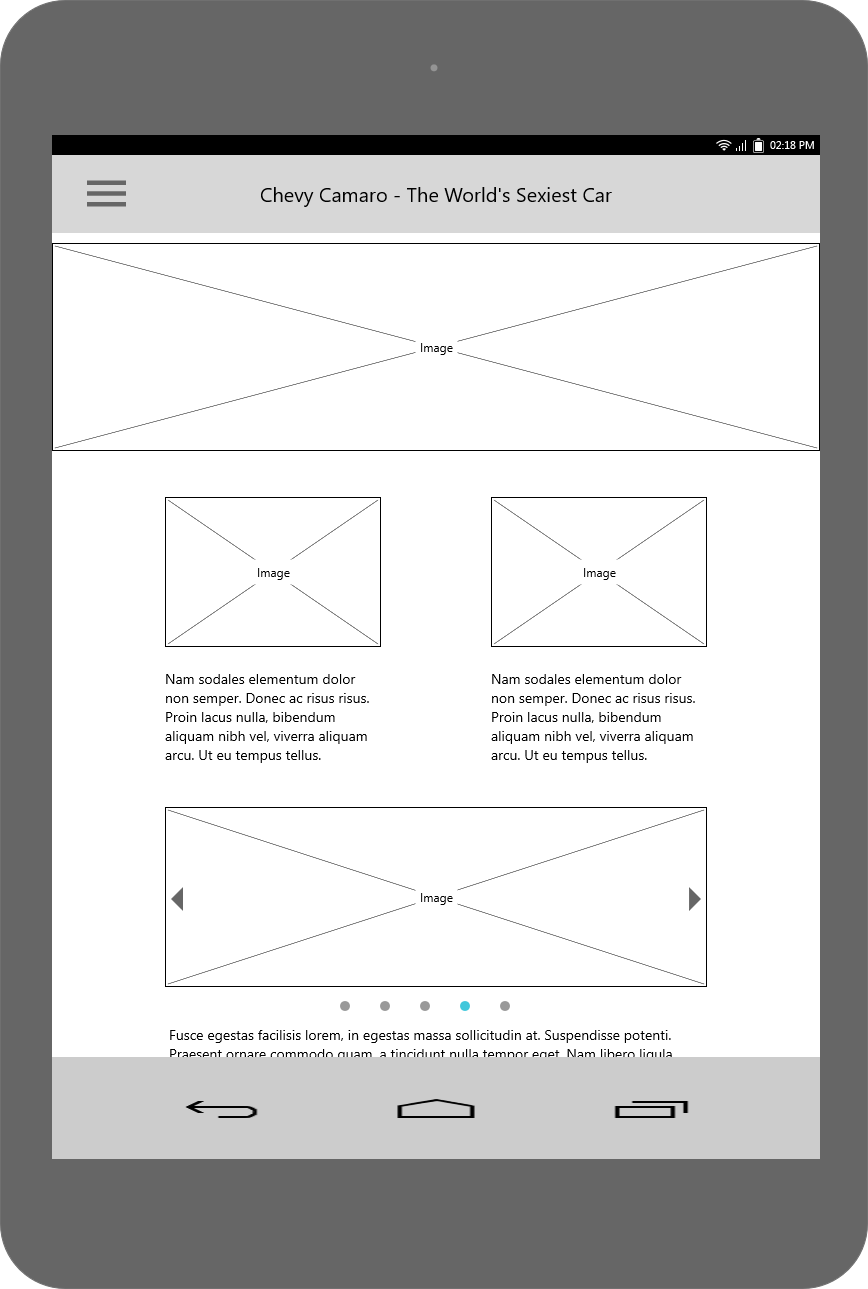 02:18 PM
Chevy Camaro - The World's Sexiest Car
Image
Image
Image
Nam sodales elementum dolor
non semper. Donec ac risus risus.
Proin lacus nulla, bibendum
aliquam nibh vel, viverra aliquam
arcu. Ut eu tempus tellus.
Nam sodales elementum dolor
non semper. Donec ac risus risus.
Proin lacus nulla, bibendum
aliquam nibh vel, viverra aliquam
arcu. Ut eu tempus tellus.
Image
Fusce egestas facilisis lorem, in egestas massa sollicitudin at. Suspendisse potenti.
Praesent ornare commodo quam, a tincidunt nulla tempor eget. Nam libero ligula